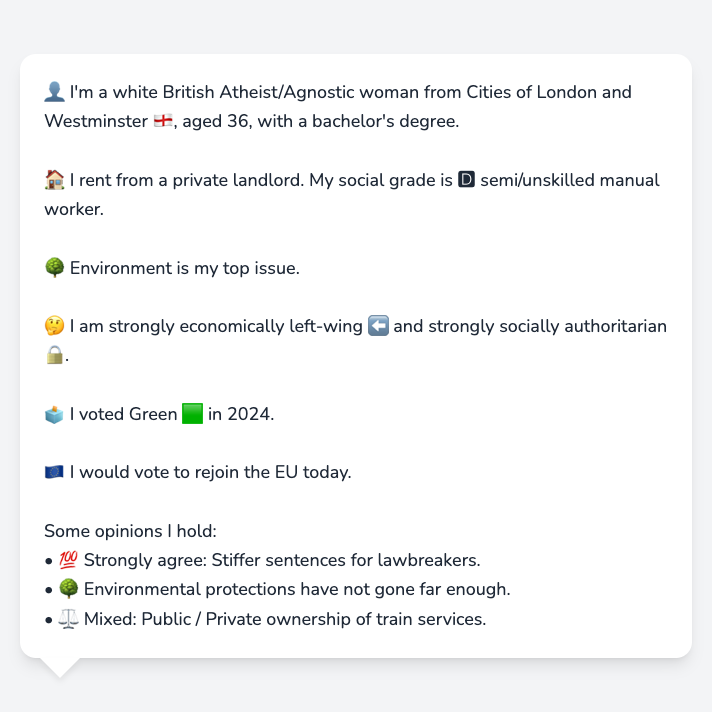 👤 I'm a white British Atheist/Agnostic woman from Cities of London and
Westminster 🏴󠁧󠁢󠁥󠁮󠁧󠁿, aged 36, with a bachelor's degree.
🏠 I rent from a private landlord. My social grade is 🅳 semi/unskilled manual
worker.
🌳 Environment is my top issue.
🤔 I am strongly economically left-wing ⬅️ and strongly socially authoritarian
🔒.
🗳️ I voted Green 🟩 in 2024.
🇪🇺 I would vote to rejoin the EU today.
Some opinions I hold:
• 💯 Strongly agree: Stiffer sentences for lawbreakers.
• 🌳 Environmental protections have not gone far enough.
• ⚖️ Mixed: Public / Private ownership of train services.